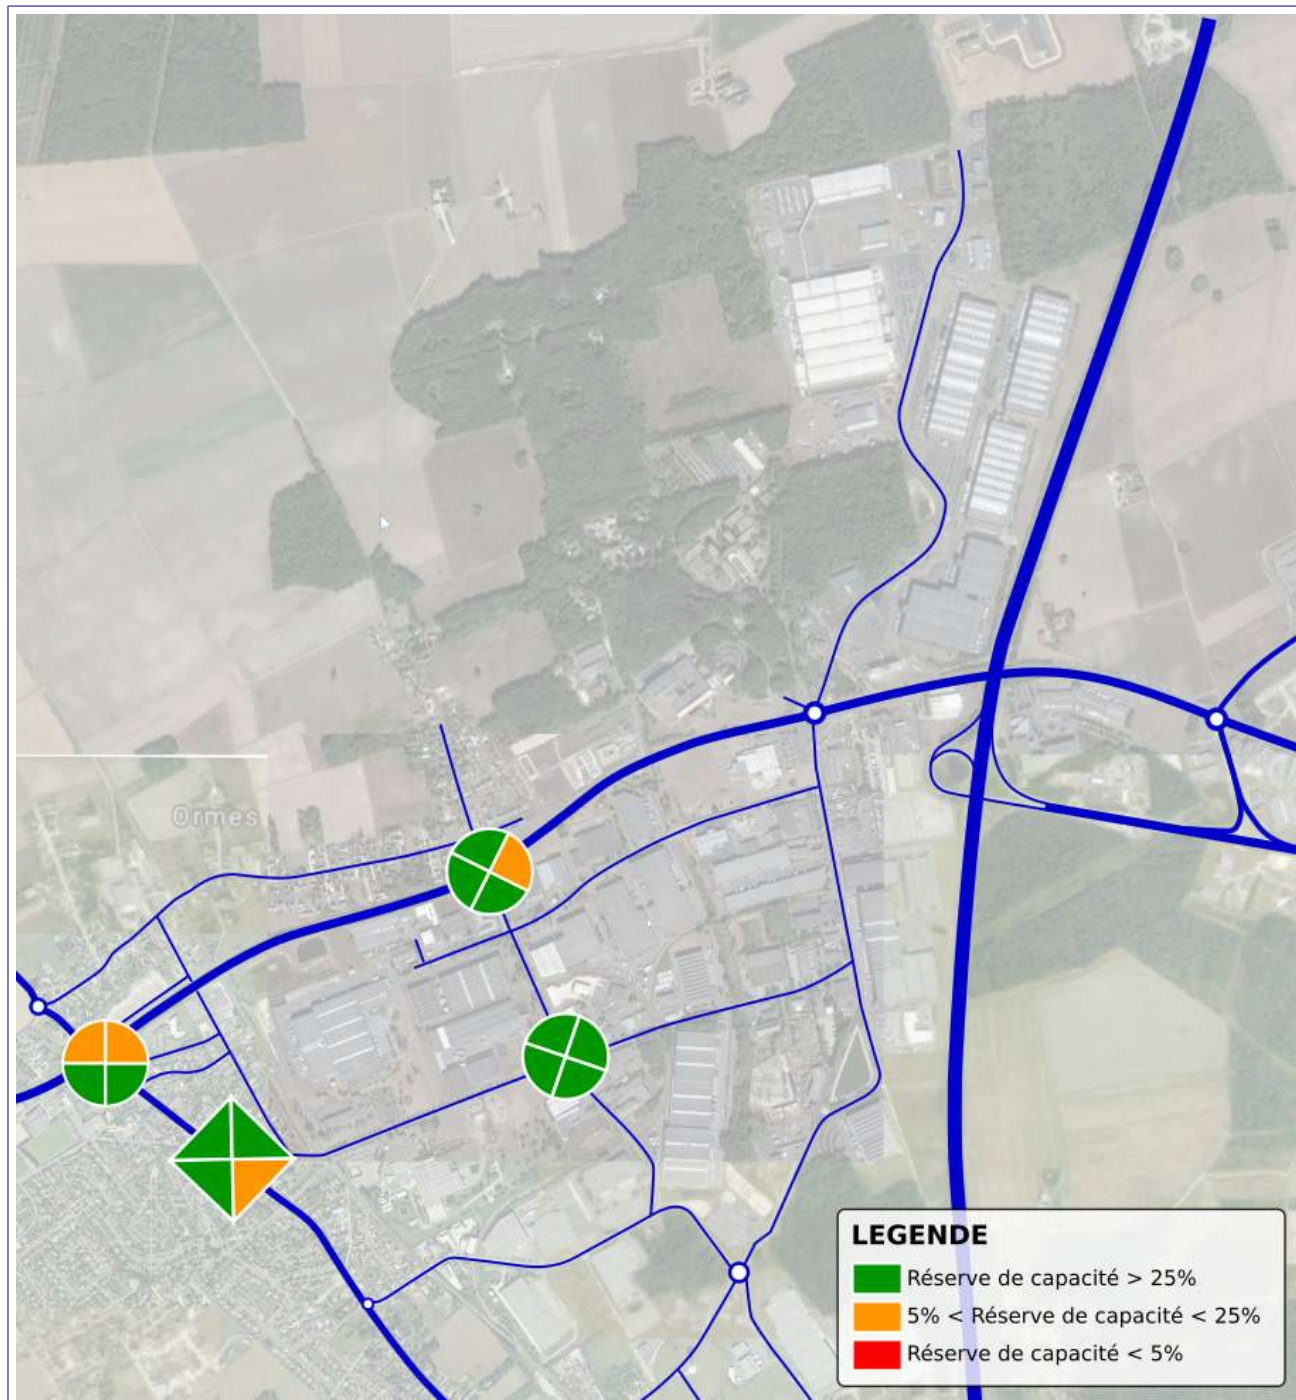 Ormes
LEGENDE
Réserve de capacité > 25%
5% < Réserve de capacité < 25%
Réserve de capacité < 5%